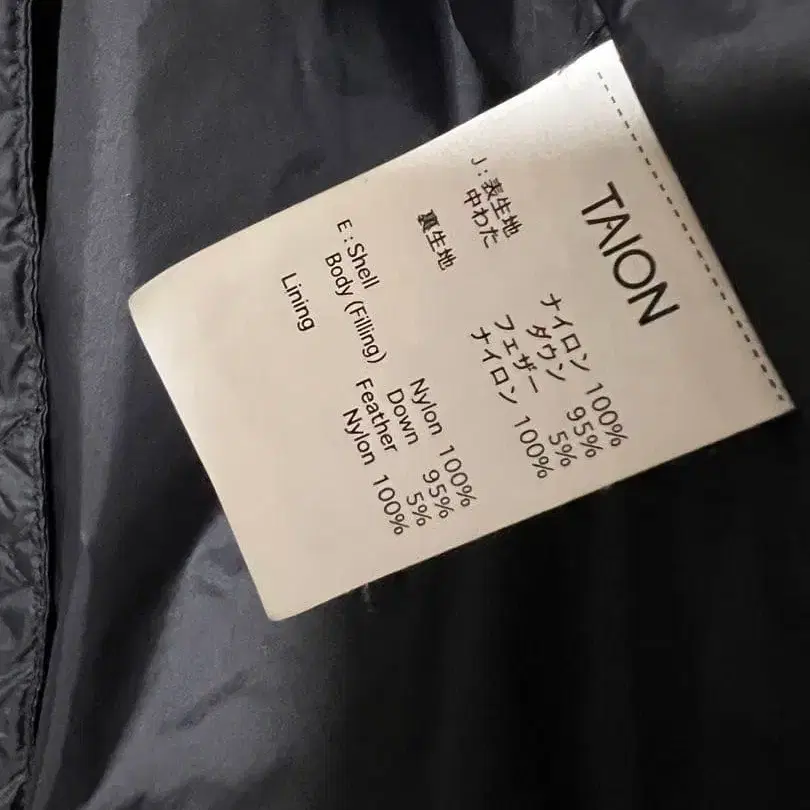 TAION
J : 表生地 ナイロン 100%
中わた ダウン 95%
フェザー 5%
裏生地 ナイロン 100%
E : Shell Nylon 100%
Body (Filling) Down 95%
Feather 5%
Lining Nylon 100%